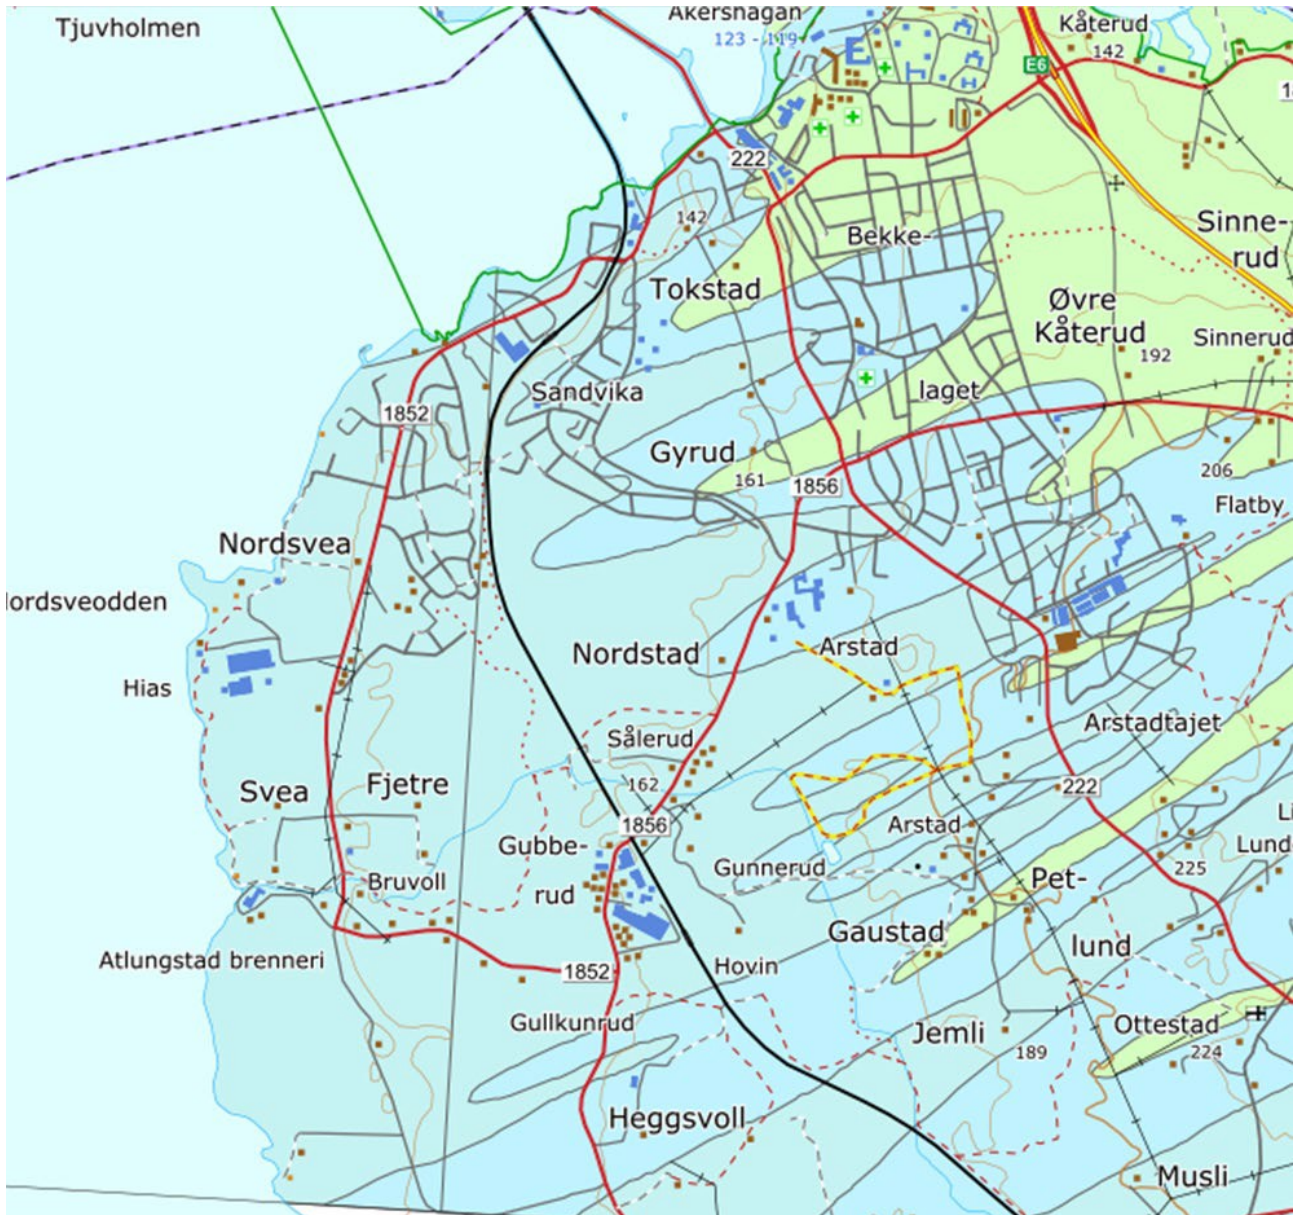 Akershagan
Tjuvholmen
123 - 119
Kåterud
142
E6
222
142
Sinne-
rud
Bekke-
Tokstad
Øvre
Kåterud
Sinnerud
192
Sandvika
laget
1852
Gyrud
161
1856
206
Flatby
Nordsvea
ordsveodden
Nordstad
Arstad
Hias
Sålerud
Arstadtajet
Svea
Fjetre
162
222
1856
Arstad
Gubbe-
rud
Gunnerud
Lund
225
Bruvoll
Pet-
lund
Gaustad
Atlungstad brenneri
1852
Hovin
Gullkunrud
Jemli
189
Ottestad
224
Heggsvoll
Musli